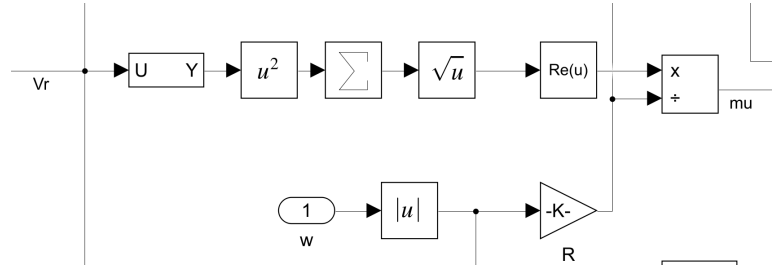 Vr
U Y
u²
∑
√u
Re(u)
×
÷
mu
1
w
|u|
-K-
R